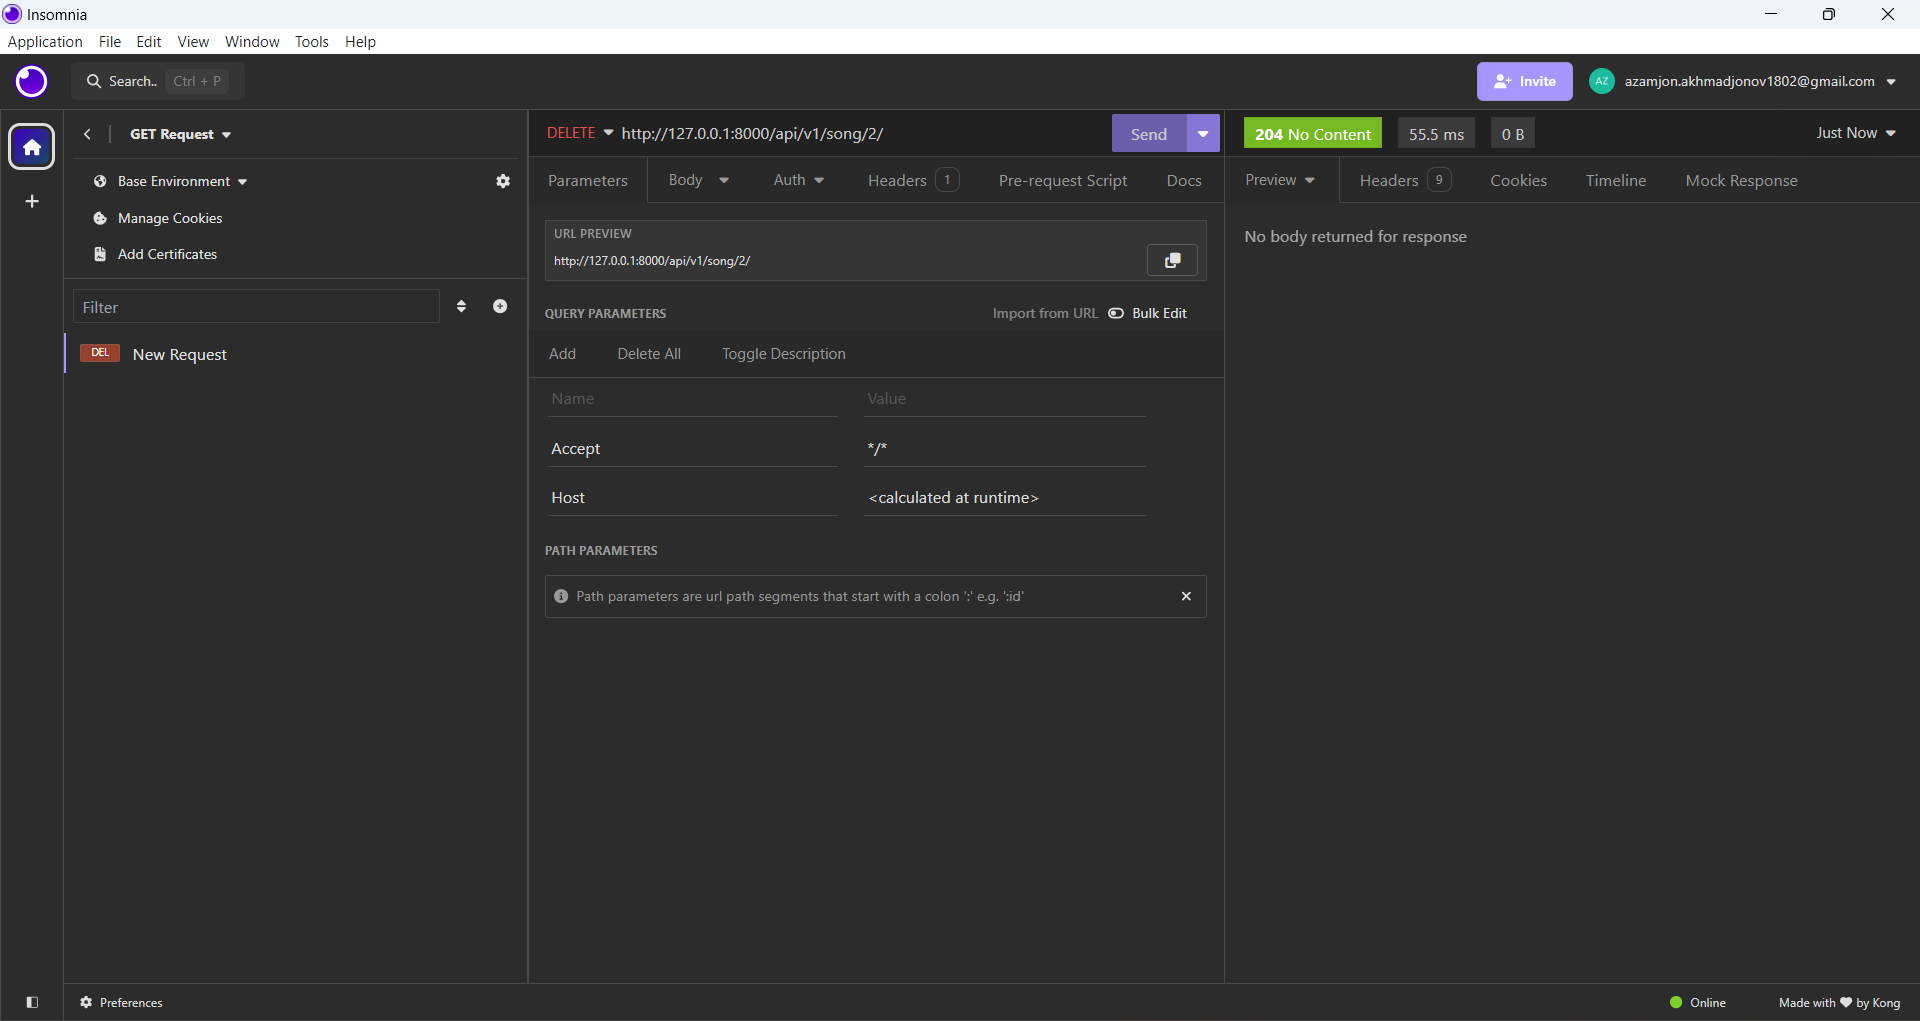 Insomnia
Application File Edit View Window Tools Help
Search.. Ctrl + P
Invite
AZ azamjon.akhmadjonov1802@gmail.com
GET Request
Base Environment
Manage Cookies
Add Certificates
Filter
DEL New Request
DELETE http://127.0.0.1:8000/api/v1/song/2/
Send
Parameters Body Auth Headers 1 Pre-request Script Docs
URL PREVIEW
http://127.0.0.1:8000/api/v1/song/2/
QUERY PARAMETERS
Import from URL Bulk Edit
Add Delete All Toggle Description
Name Value
Accept */*
Host <calculated at runtime>
PATH PARAMETERS
Path parameters are url path segments that start with a colon ':' e.g. ':id'
204 No Content 55.5 ms 0 B Just Now
Preview Headers 9 Cookies Timeline Mock Response
No body returned for response
Preferences
Online
Made with ❤ by Kong